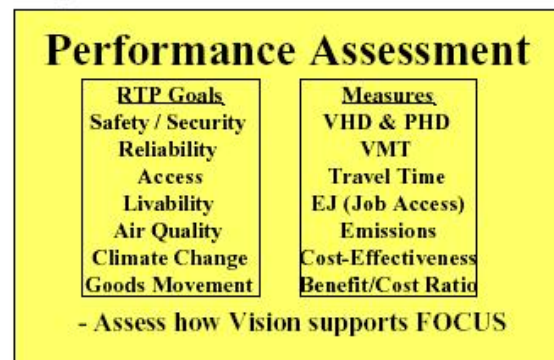 Performance Assessment
RTP Goals
Safety / Security
Reliability
Access
Livability
Air Quality
Climate Change
Goods Movement
Measures
VHD & PHD
VMT
Travel Time
EJ (Job Access)
Emissions
Cost-Effectiveness
Benefit/Cost Ratio
- Assess how Vision supports FOCUS